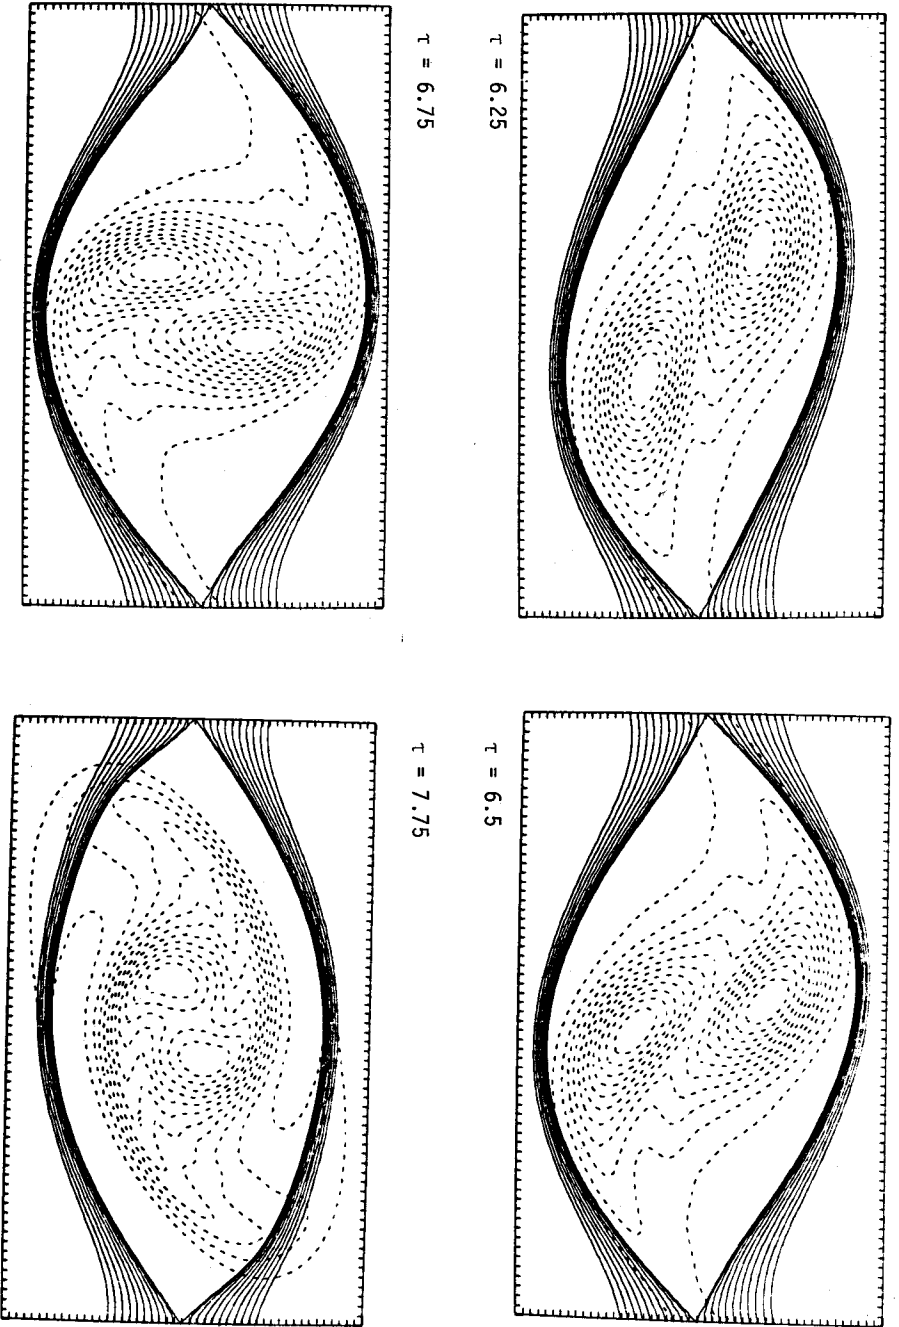 τ = 6.25
τ = 6.5
τ = 6.75
τ = 7.75